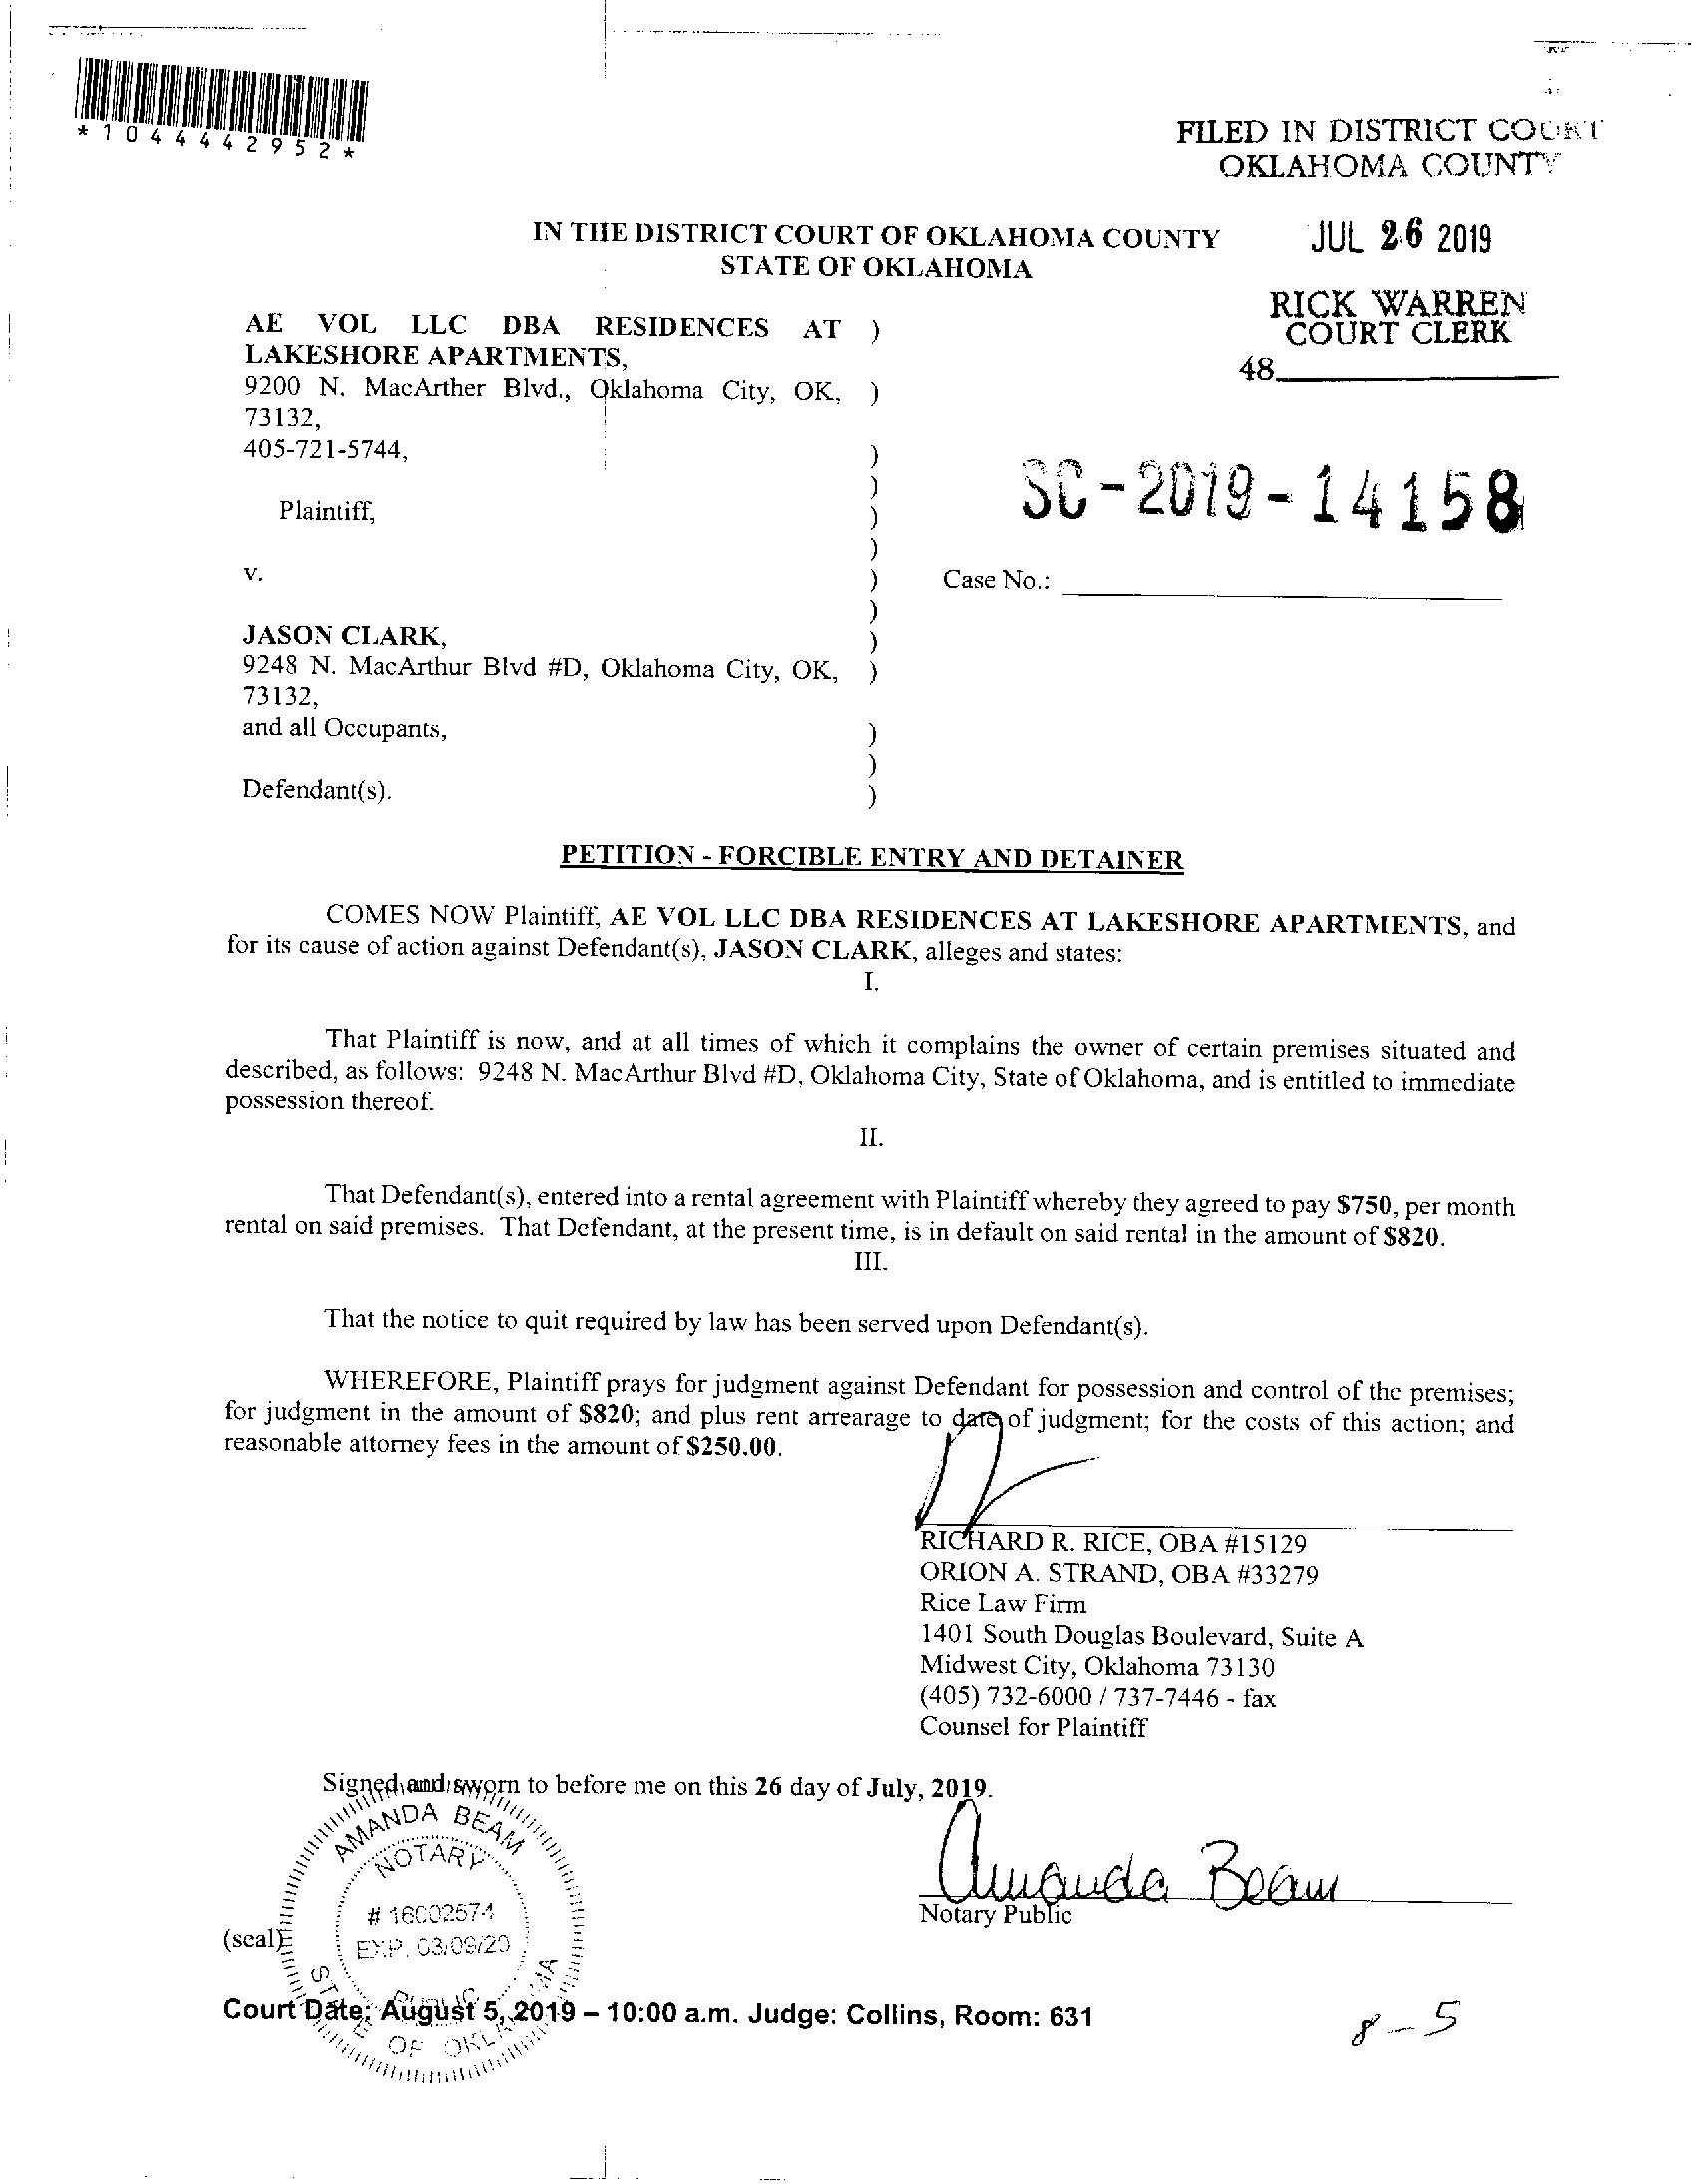 *1044442952*
FILED IN DISTRICT COURT
OKLAHOMA COUNTY
JUL 26 2019
RICK WARREN
COURT CLERK
48
IN THE DISTRICT COURT OF OKLAHOMA COUNTY
STATE OF OKLAHOMA
AE VOL LLC DBA RESIDENCES AT )
LAKESHORE APARTMENTS,
9200 N. MacArther Blvd., Oklahoma City, OK, )
73132,
405-721-5744, )
)
Plaintiff, )
)
v. )
)
JASON CLARK, )
9248 N. MacArthur Blvd #D, Oklahoma City, OK, )
73132,
and all Occupants, )
)
Defendant(s). )
SC-2019-14158
Case No.:
PETITION - FORCIBLE ENTRY AND DETAINER
COMES NOW Plaintiff, AE VOL LLC DBA RESIDENCES AT LAKESHORE APARTMENTS, and
for its cause of action against Defendant(s), JASON CLARK, alleges and states:
I.
That Plaintiff is now, and at all times of which it complains the owner of certain premises situated and
described, as follows: 9248 N. MacArthur Blvd #D, Oklahoma City, State of Oklahoma, and is entitled to immediate
possession thereof.
II.
That Defendant(s), entered into a rental agreement with Plaintiff whereby they agreed to pay $750, per month
rental on said premises. That Defendant, at the present time, is in default on said rental in the amount of $820.
III.
That the notice to quit required by law has been served upon Defendant(s).
WHEREFORE, Plaintiff prays for judgment against Defendant for possession and control of the premises;
for judgment in the amount of $820; and plus rent arrearage to date of judgment; for the costs of this action; and
reasonable attorney fees in the amount of $250.00.
RICHARD R. RICE, OBA #15129
ORION A. STRAND, OBA #33279
Rice Law Firm
1401 South Douglas Boulevard, Suite A
Midwest City, Oklahoma 73130
(405) 732-6000 / 737-7446 - fax
Counsel for Plaintiff
Signed and sworn to before me on this 26 day of July, 2019.
AMANDA BEAM
NOTARY
# 16002574
EXP. 03/09/20
PUBLIC
STATE OF OKLAHOMA
(seal)
Amanda Beam
Notary Public
Court Date: August 5, 2019 – 10:00 a.m. Judge: Collins, Room: 631
8-5